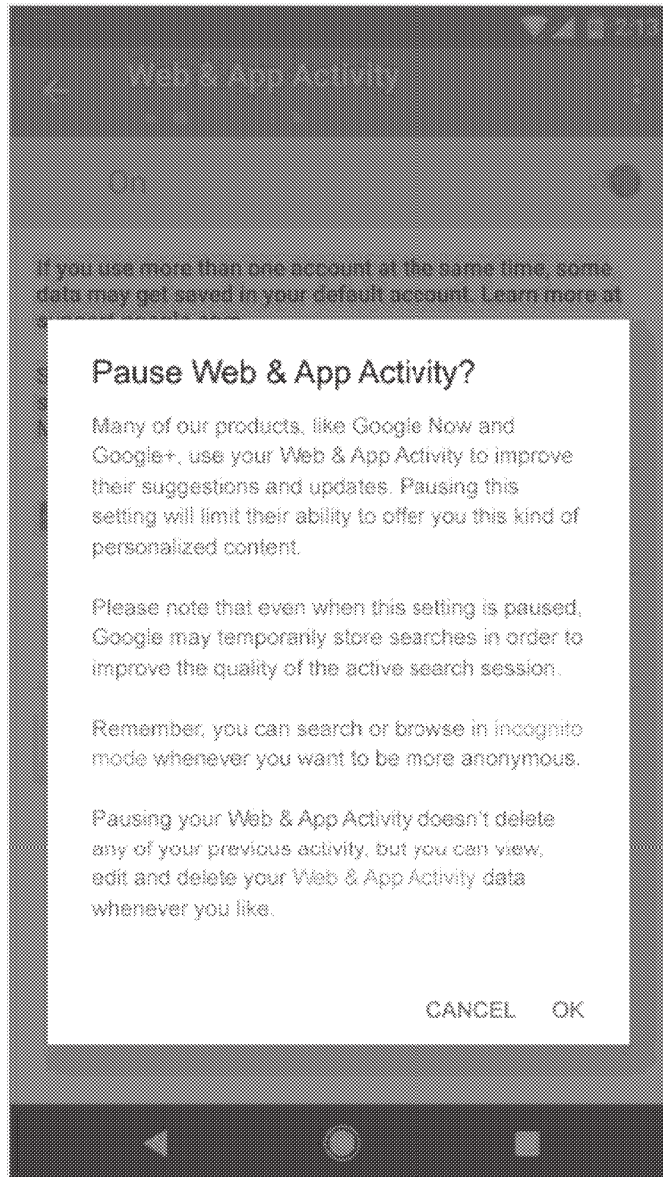 2:13
Web & App Activity
On
If you use more than one account at the same time, some
data may get saved in your default account. Learn more at
support.google.com
Pause Web & App Activity?
Many of our products, like Google Now and
Google+, use your Web & App Activity to improve
their suggestions and updates. Pausing this
setting will limit their ability to offer you this kind of
personalized content.
Please note that even when this setting is paused,
Google may temporarily store searches in order to
improve the quality of the active search session.
Remember, you can search or browse in incognito
mode whenever you want to be more anonymous.
Pausing your Web & App Activity doesn't delete
any of your previous activity, but you can view,
edit and delete your Web & App Activity data
whenever you like.
CANCEL OK